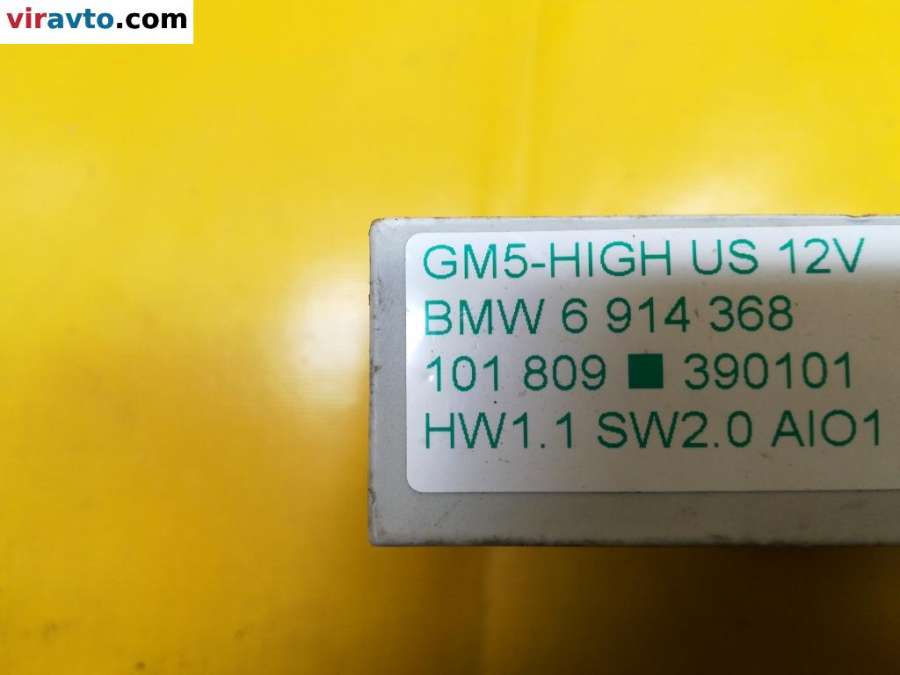 viravto.com
GM5-HIGH US 12V
BMW 6 914 368
101 809 ■ 390101
HW1.1 SW2.0 AIO1